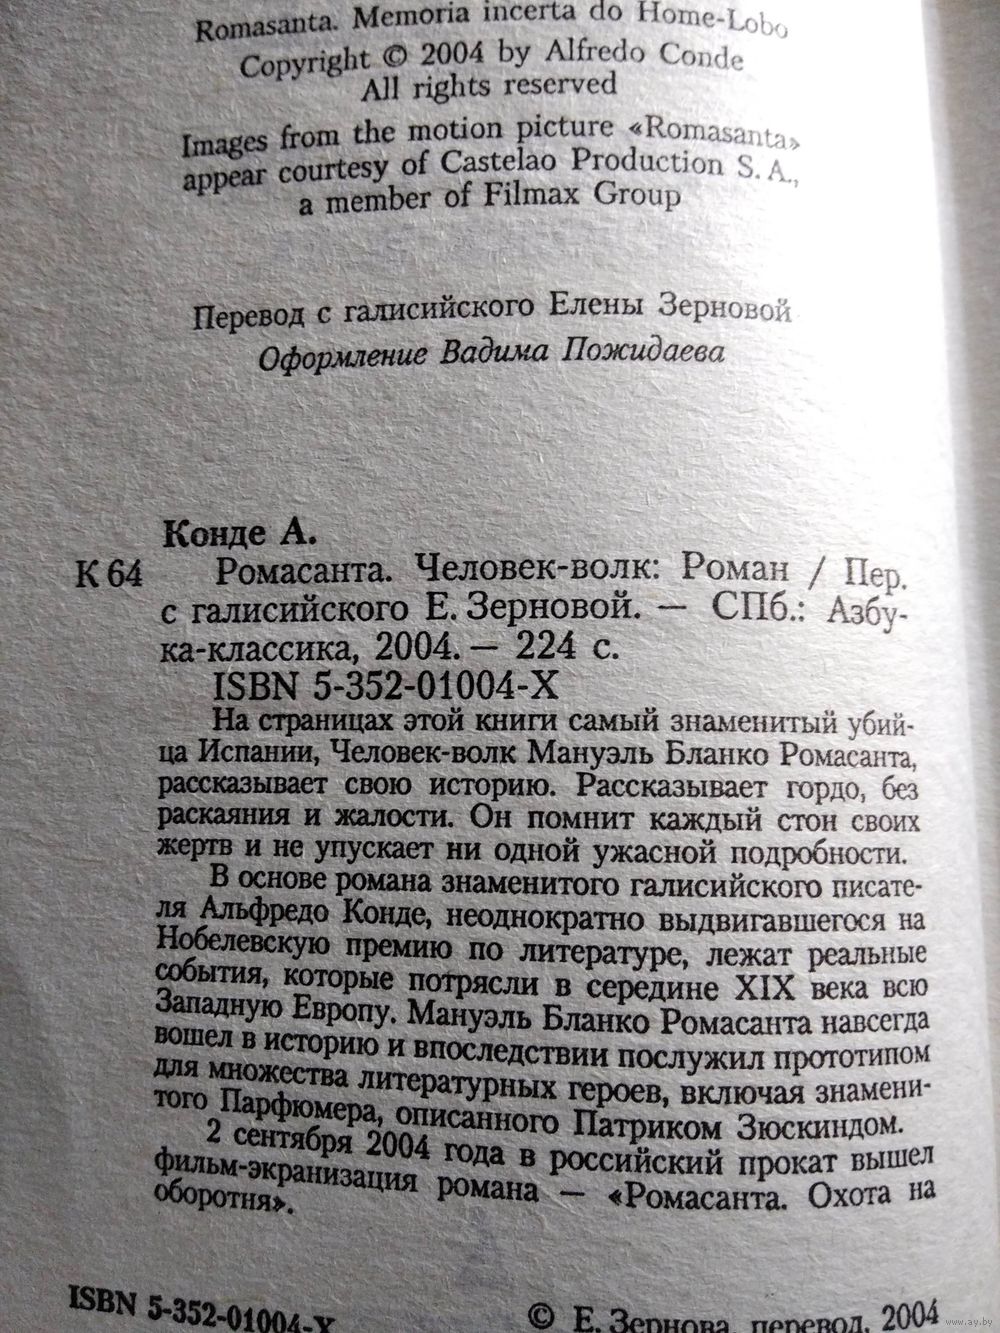 Romasanta. Memoria incerta do Home-Lobo
Copyright © 2004 by Alfredo Conde
All rights reserved
Images from the motion picture «Romasanta»
appear courtesy of Castelao Production S. A.,
a member of Filmax Group
Перевод с галисийского Елены Зерновой
Оформление Вадима Пожидаева
Конде А.
К 64 Ромасанта. Человек-волк: Роман / Пер.
с галисийского Е. Зерновой. — СПб.: Азбу-
ка-классика, 2004. — 224 с.
ISBN 5-352-01004-X
На страницах этой книги самый знаменитый убий-
ца Испании, Человек-волк Мануэль Бланко Ромасанта,
рассказывает свою историю. Рассказывает гордо, без
раскаяния и жалости. Он помнит каждый стон своих
жертв и не упускает ни одной ужасной подробности.
В основе романа знаменитого галисийского писате-
ля Альфредо Конде, неоднократно выдвигавшегося на
Нобелевскую премию по литературе, лежат реальные
события, которые потрясли в середине XIX века всю
Западную Европу. Мануэль Бланко Ромасанта навсегда
вошел в историю и впоследствии послужил прототипом
для множества литературных героев, включая знамени-
того Парфюмера, описанного Патриком Зюскиндом.
2 сентября 2004 года в российский прокат вышел
фильм-экранизация романа — «Ромасанта. Охота на
оборотня».
ISBN 5-352-01004-X
© Е. Зернова, перевод, 2004
www.ay.by